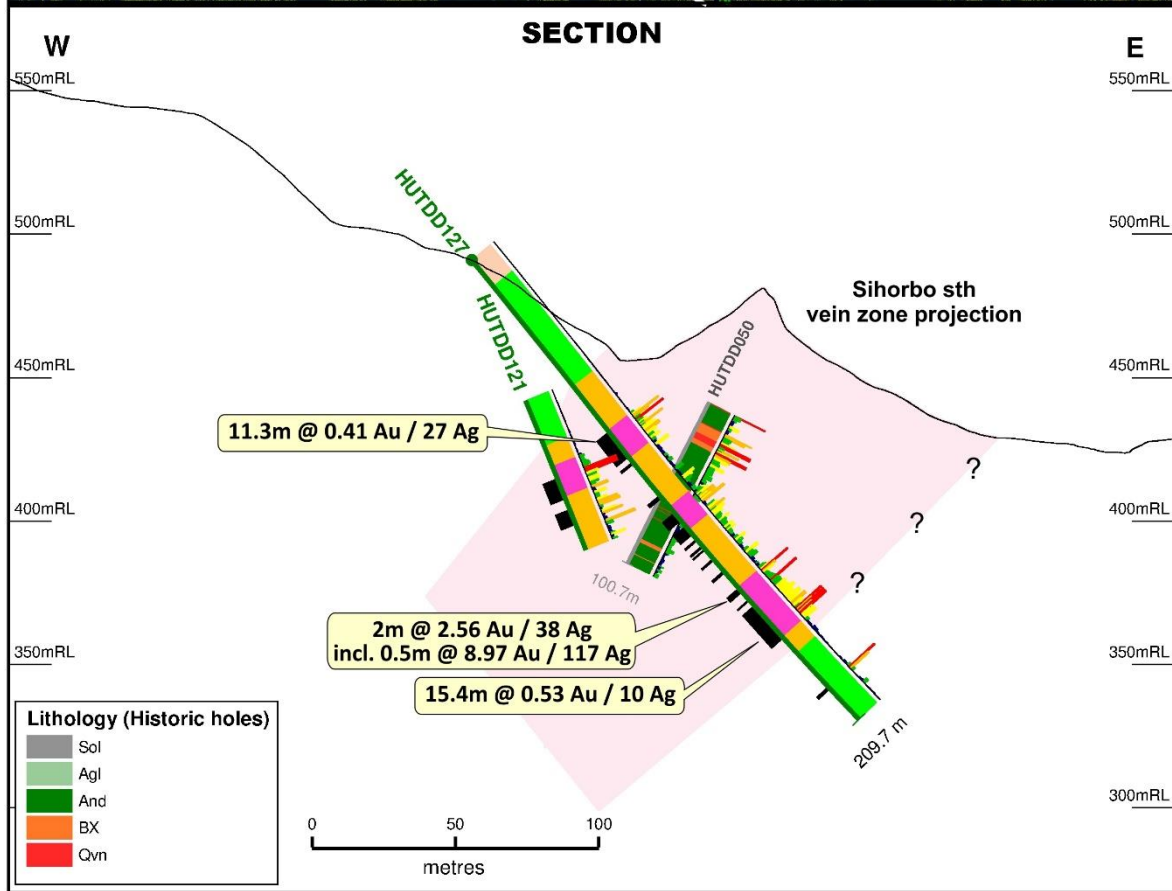 SECTION
W
E
550mRL
550mRL
500mRL
500mRL
450mRL
450mRL
400mRL
400mRL
350mRL
350mRL
300mRL
HUTDD127
HUTDD121
HUTDD050
Sihorbo sth
vein zone projection
11.3m @ 0.41 Au / 27 Ag
?
?
?
100.7m
2m @ 2.56 Au / 38 Ag
incl. 0.5m @ 8.97 Au / 117 Ag
15.4m @ 0.53 Au / 10 Ag
209.7 m
Lithology (Historic holes)
Sol
Agl
And
BX
Qvn
0
50
100
metres